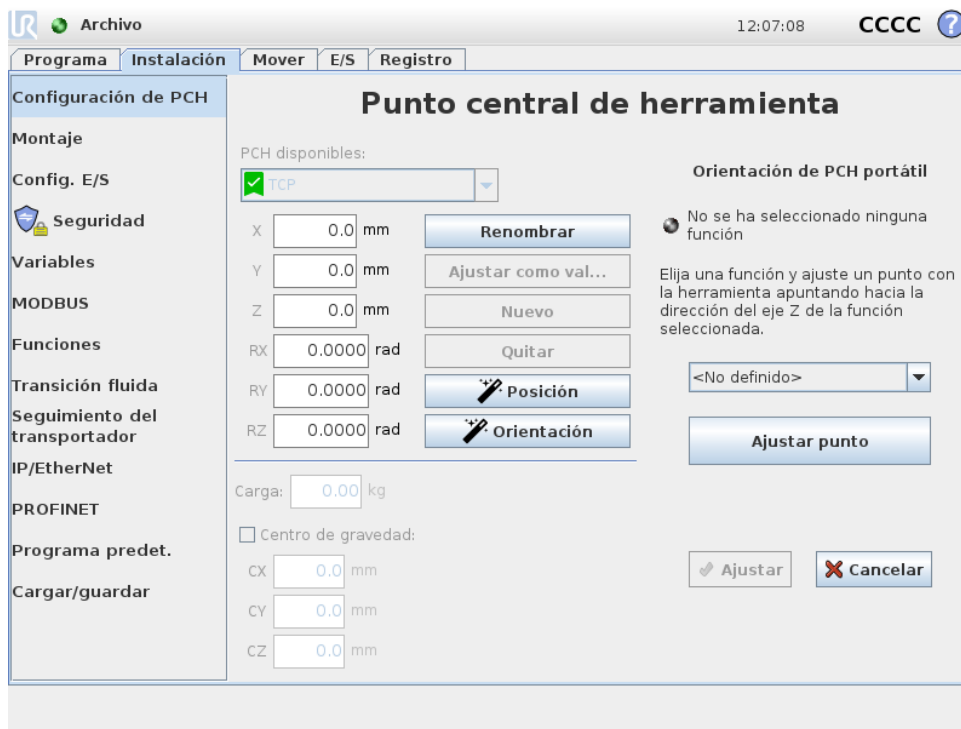 UR Archivo 12:07:08 CCCC ?
Programa Instalación Mover E/S Registro
Configuración de PCH
Montaje
Config. E/S
Seguridad
Variables
MODBUS
Funciones
Transición fluida
Seguimiento del
transportador
IP/EtherNet
PROFINET
Programa predet.
Cargar/guardar
Punto central de herramienta
PCH disponibles:
TCP
X 0.0 mm Renombrar
Y 0.0 mm Ajustar como val...
Z 0.0 mm Nuevo
RX 0.0000 rad Quitar
RY 0.0000 rad Posición
RZ 0.0000 rad Orientación
Carga: 0.00 kg
Centro de gravedad:
CX 0.0 mm
CY 0.0 mm
CZ 0.0 mm
Orientación de PCH portátil
No se ha seleccionado ninguna
función
Elija una función y ajuste un punto con
la herramienta apuntando hacia la
dirección del eje Z de la función
seleccionada.
<No definido>
Ajustar punto
Ajustar Cancelar